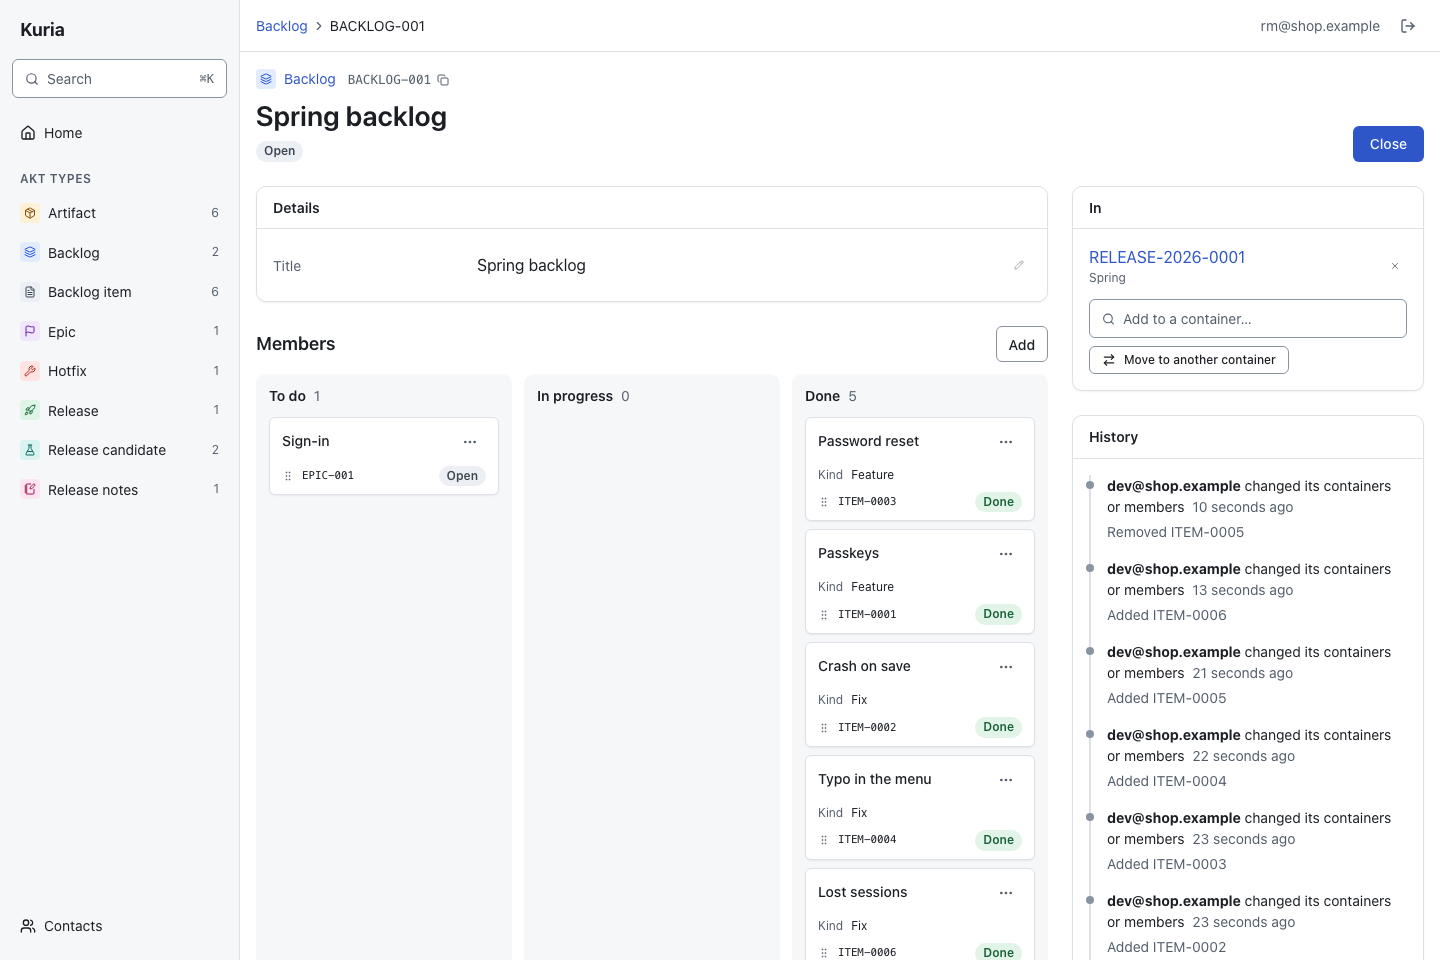 Kuria
Search ⌘K
Home
AKT TYPES
Artifact 6
Backlog 2
Backlog item 6
Epic 1
Hotfix 1
Release 1
Release candidate 2
Release notes 1
Contacts
Backlog > BACKLOG-001
rm@shop.example
Backlog BACKLOG-001
Spring backlog
Open
Close
Details
Title Spring backlog
Members
Add
To do 1
Sign-in
EPIC-001 Open
In progress 0
Done 5
Password reset
Kind Feature
ITEM-0003 Done
Passkeys
Kind Feature
ITEM-0001 Done
Crash on save
Kind Fix
ITEM-0002 Done
Typo in the menu
Kind Fix
ITEM-0004 Done
Lost sessions
Kind Fix
ITEM-0006 Done
In
RELEASE-2026-0001
Spring
Add to a container...
Move to another container
History
dev@shop.example changed its containers
or members 10 seconds ago
Removed ITEM-0005
dev@shop.example changed its containers
or members 13 seconds ago
Added ITEM-0006
dev@shop.example changed its containers
or members 21 seconds ago
Added ITEM-0005
dev@shop.example changed its containers
or members 22 seconds ago
Added ITEM-0004
dev@shop.example changed its containers
or members 23 seconds ago
Added ITEM-0003
dev@shop.example changed its containers
or members 23 seconds ago
Added ITEM-0002